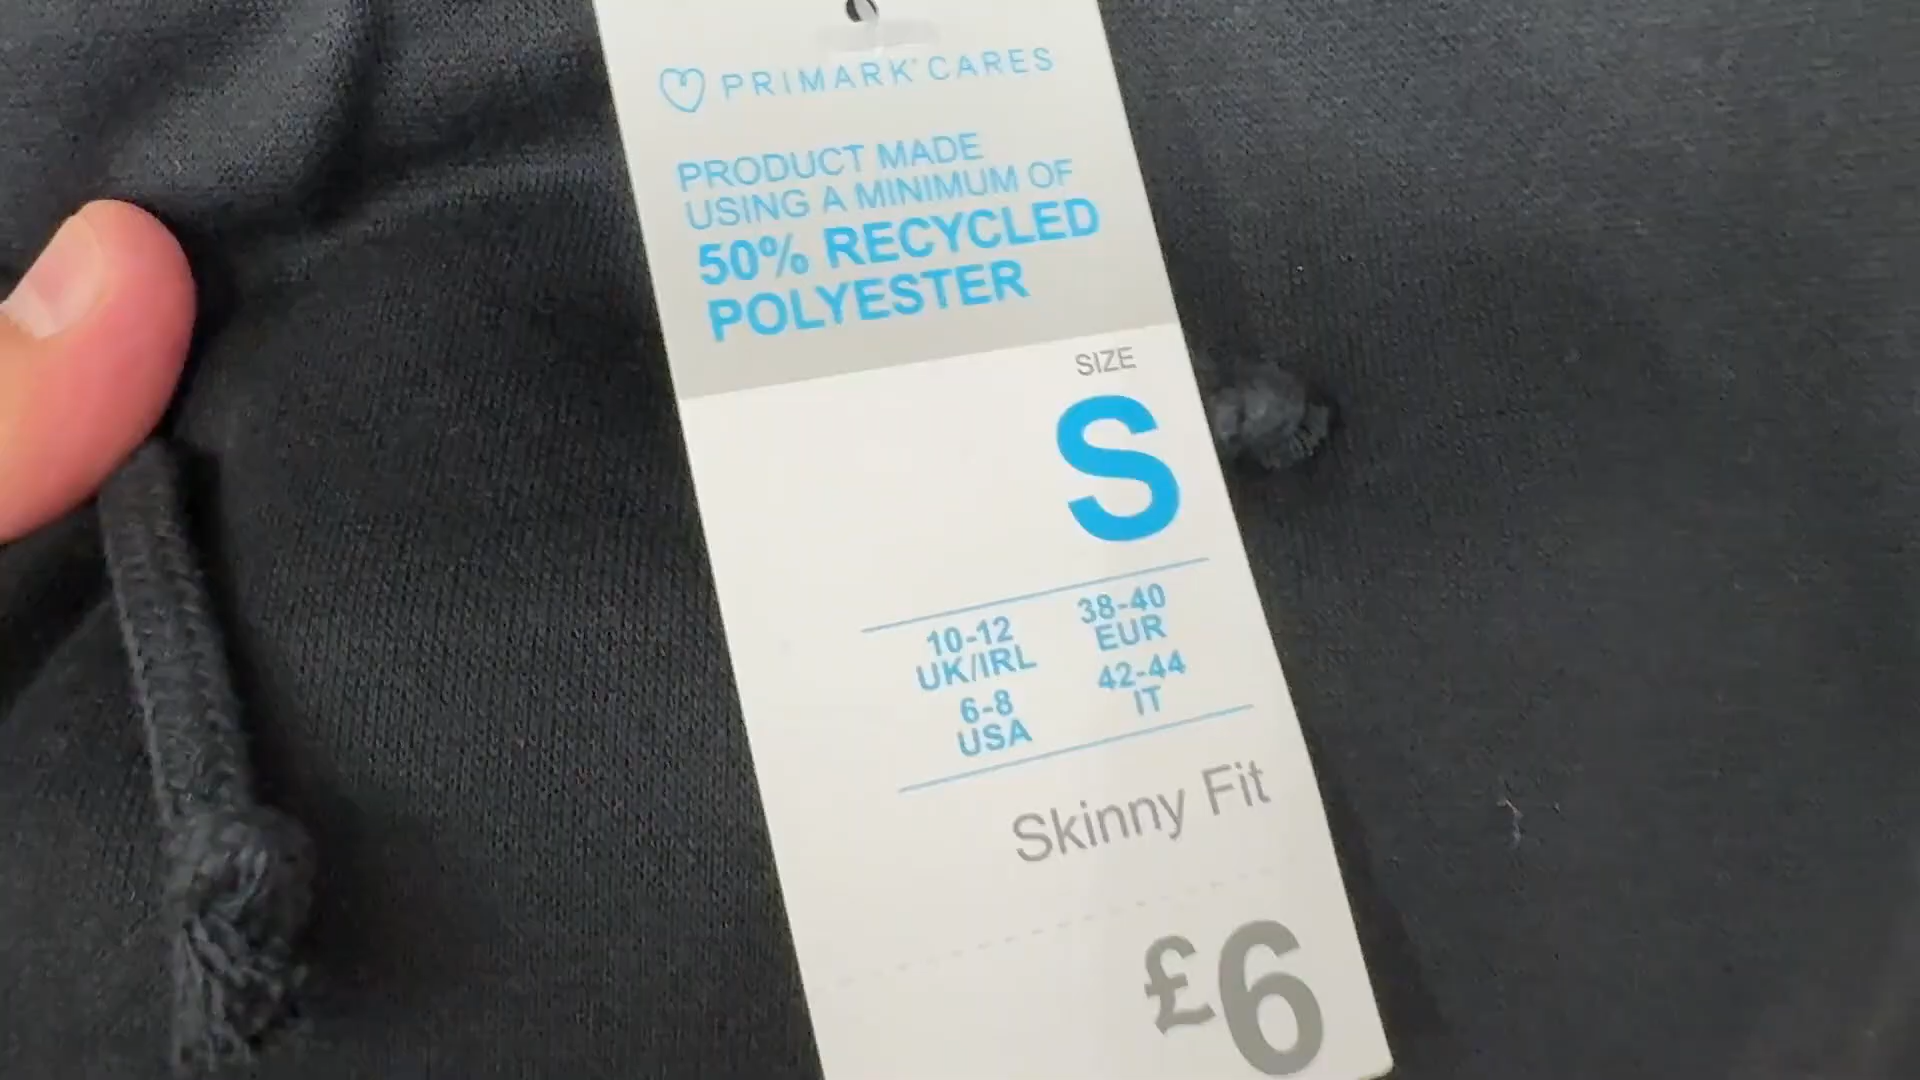 PRIMARK® CARES
PRODUCT MADE
USING A MINIMUM OF
50% RECYCLED
POLYESTER
SIZE
S
10-12
UK/IRL
38-40
EUR
6-8
USA
42-44
IT
Skinny Fit
£6